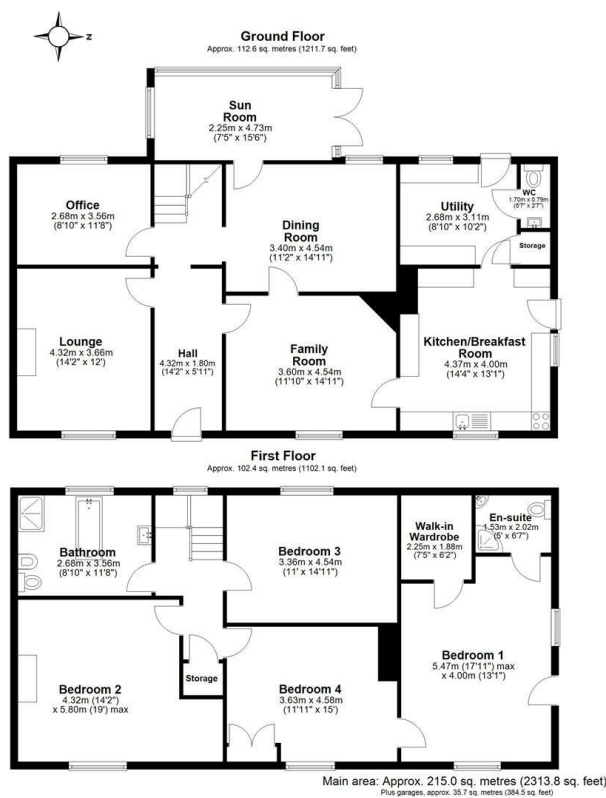 Z
Ground Floor
Approx. 112.6 sq. metres (1211.7 sq. feet)
Sun
Room
2.25m x 4.73m
(7'5" x 15'6")
Office
2.68m x 3.56m
(8'10" x 11'8")
Dining
Room
3.40m x 4.54m
(11'2" x 14'11")
Utility
2.68m x 3.11m
(8'10" x 10'2")
WC
1.70m x 0.79m
(5'7" x 2'7")
Storage
Lounge
4.32m x 3.66m
(14'2" x 12')
Hall
4.32m x 1.80m
(14'2" x 5'11")
Family
Room
3.60m x 4.54m
(11'10" x 14'11")
Kitchen/Breakfast
Room
4.37m x 4.00m
(14'4" x 13'1")
First Floor
Approx. 102.4 sq. metres (1102.1 sq. feet)
Bathroom
2.68m x 3.56m
(8'10" x 11'8")
Bedroom 3
3.36m x 4.54m
(11' x 14'11")
Walk-in
Wardrobe
2.25m x 1.88m
(7'5" x 6'2")
En-suite
1.53m x 2.02m
(5' x 6'7")
Bedroom 2
4.32m (14'2")
x 5.80m (19') max
Storage
Bedroom 4
3.63m x 4.58m
(11'11" x 15')
Bedroom 1
5.47m (17'11") max
x 4.00m (13'1")
Main area: Approx. 215.0 sq. metres (2313.8 sq. feet)
Plus garages, approx. 35.7 sq. metres (384.5 sq. feet)